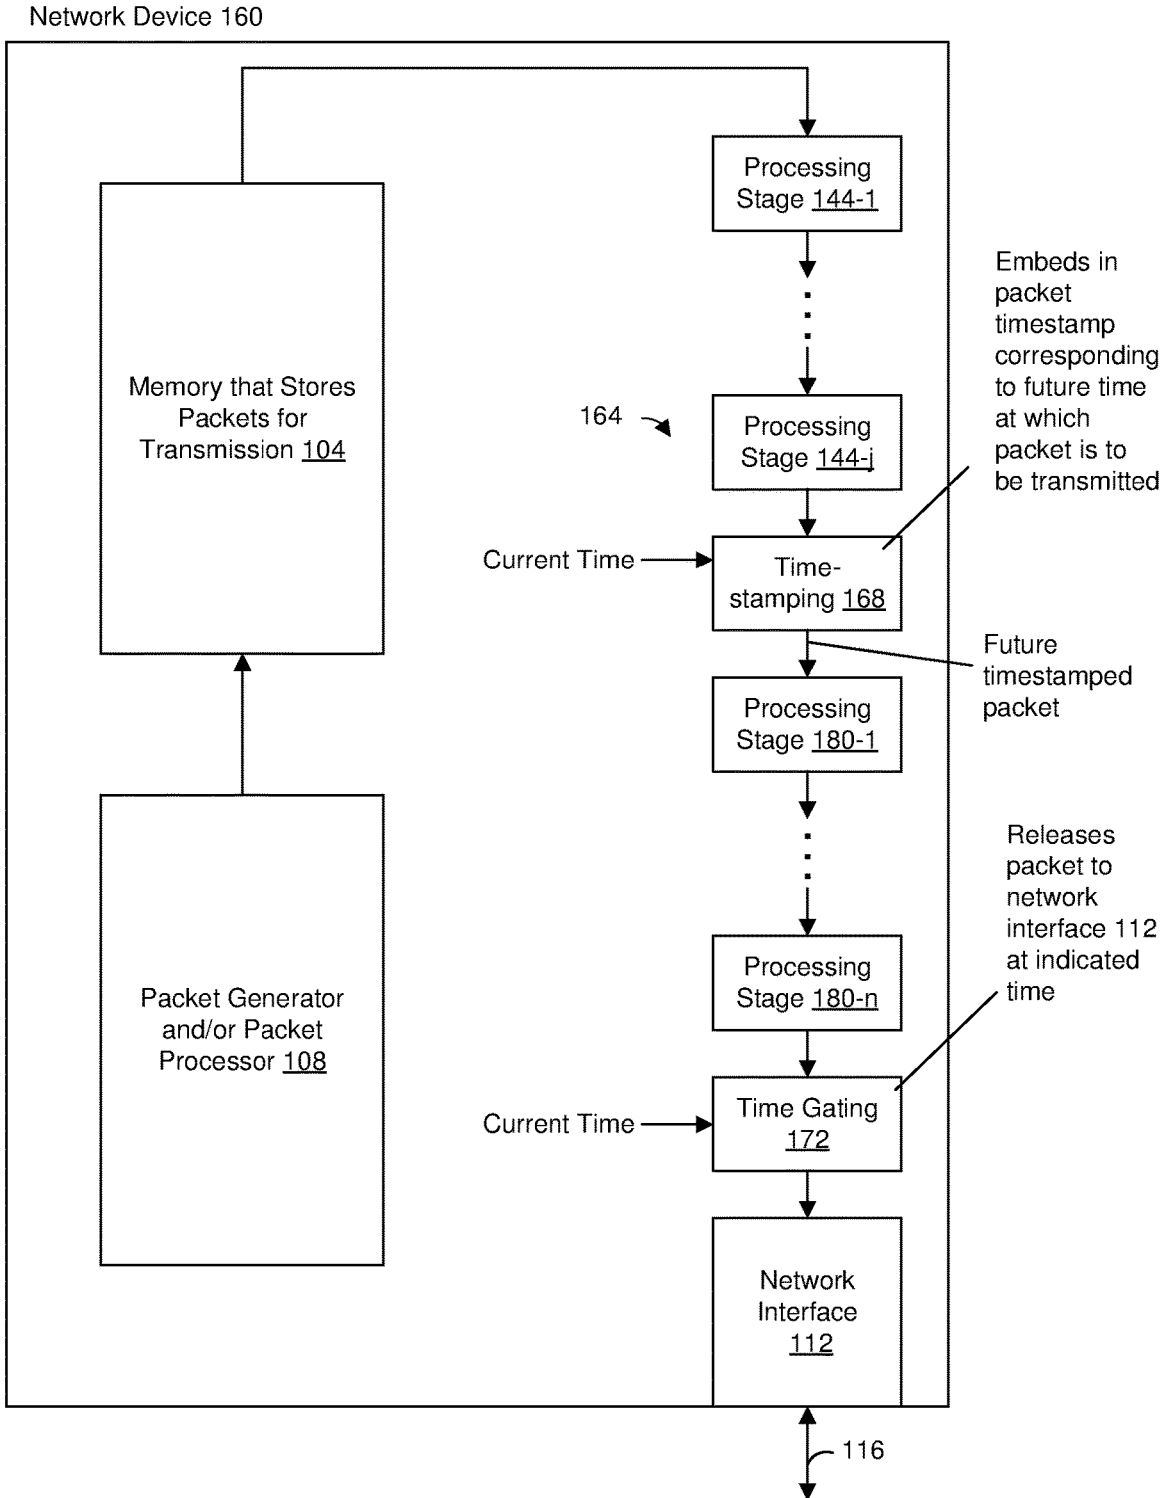 Network Device 160
Processing
Stage 144-1
Embeds in
packet
timestamp
corresponding
to future time
at which
packet is to
be transmitted
Memory that Stores
Packets for
Transmission 104
164
Processing
Stage 144-j
Current Time
Time-
stamping 168
Future
timestamped
packet
Processing
Stage 180-1
Releases
packet to
network
interface 112
at indicated
time
Processing
Stage 180-n
Packet Generator
and/or Packet
Processor 108
Current Time
Time Gating
172
Network
Interface
112
116